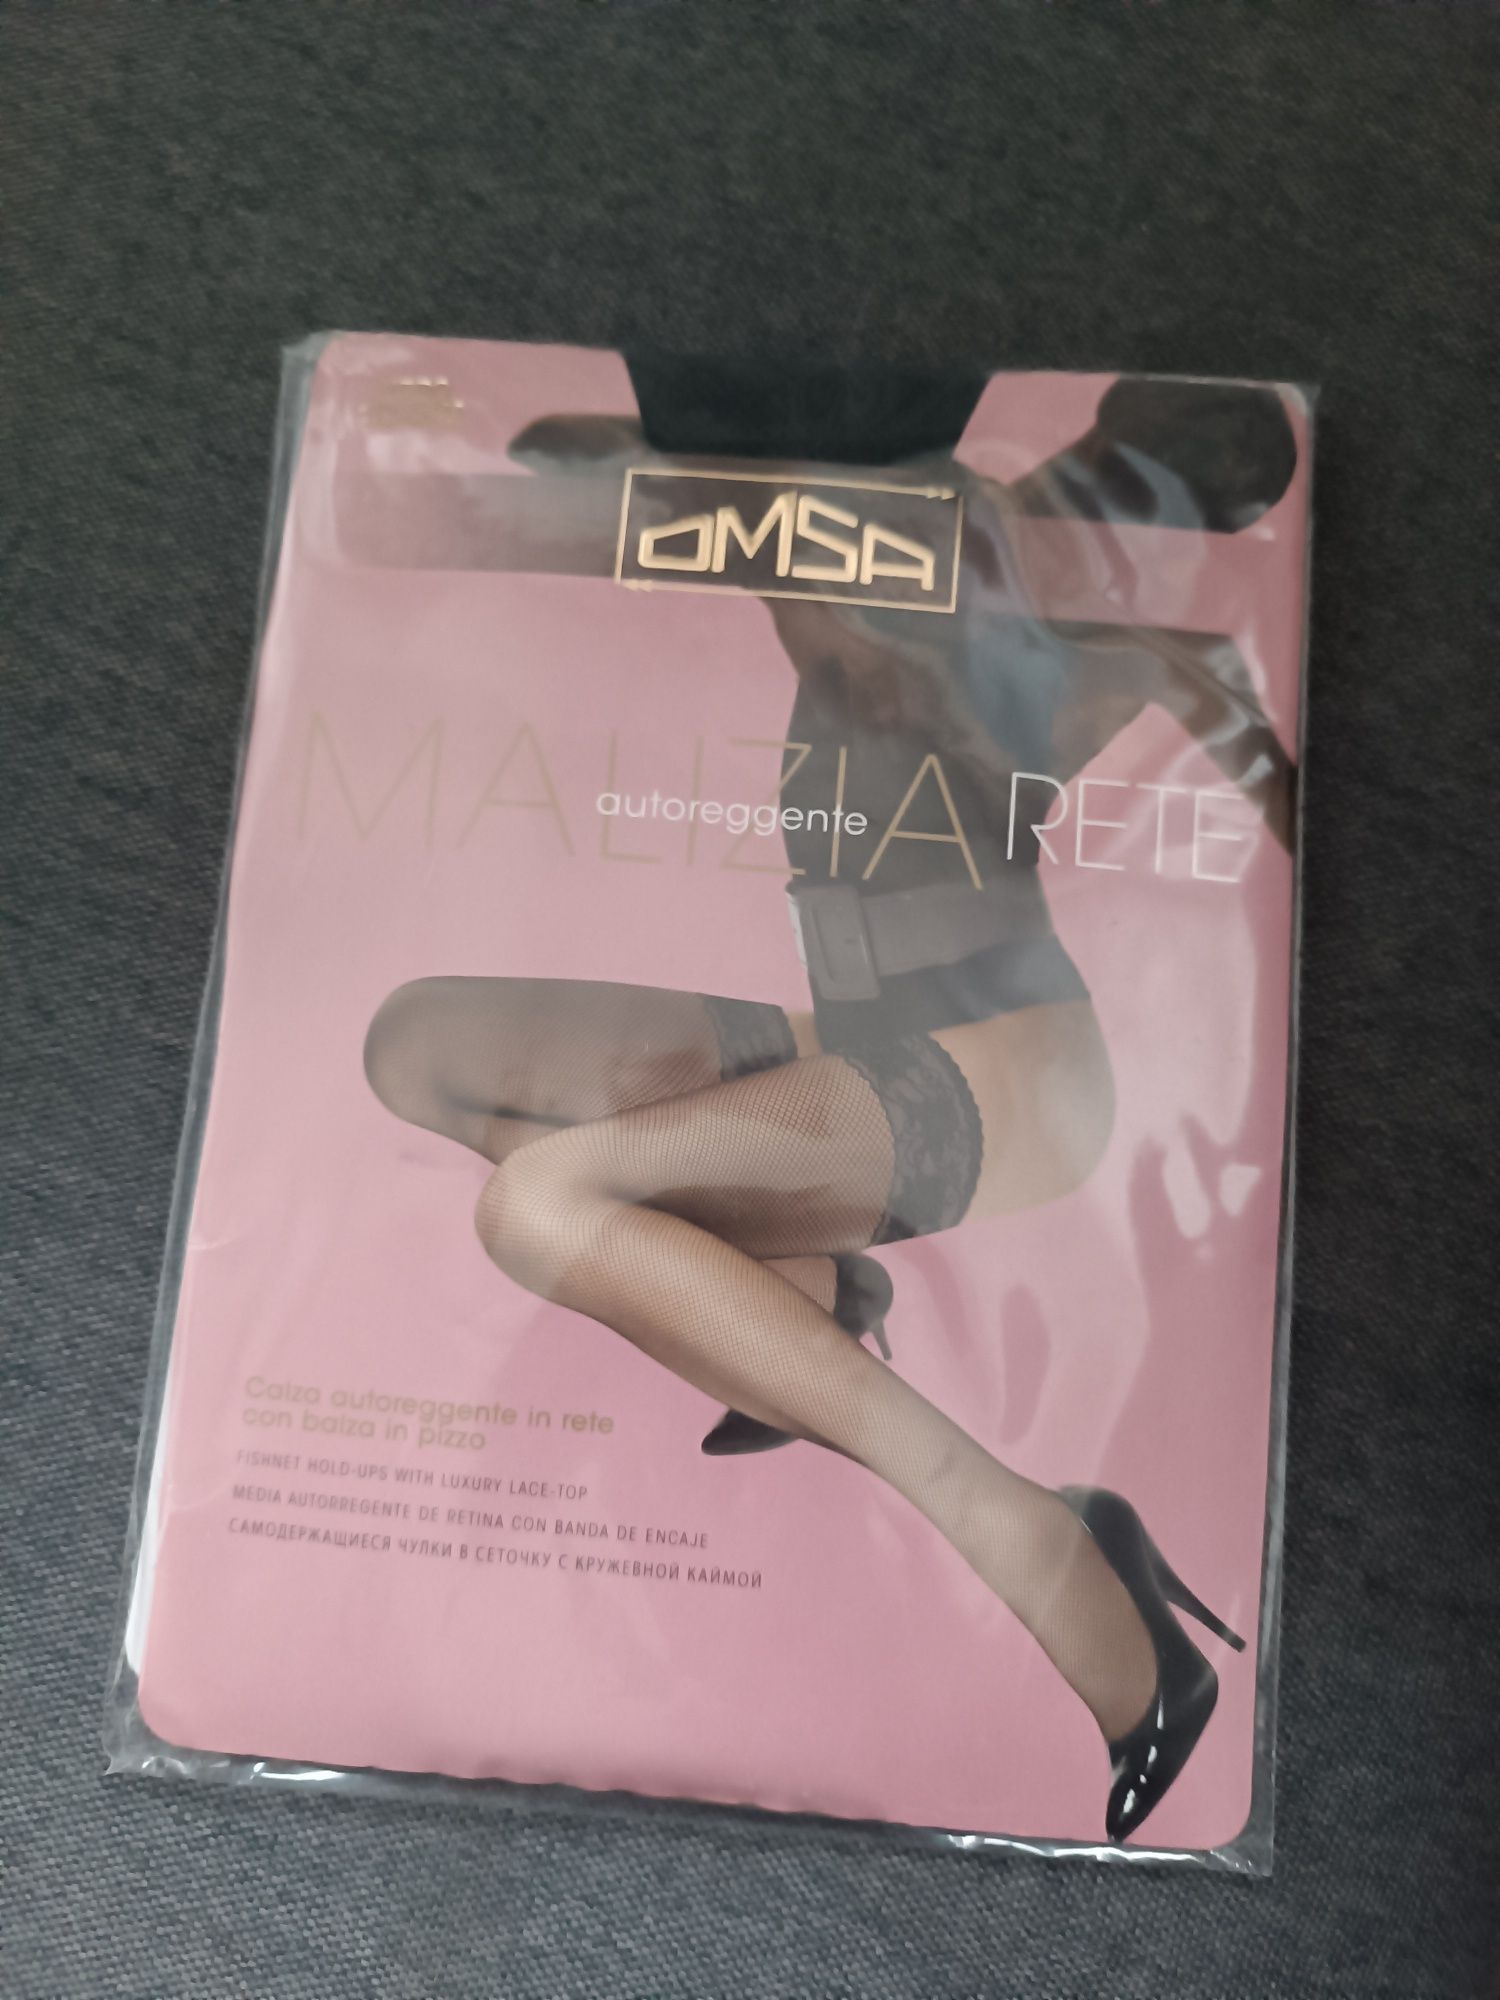 OMSA
MALIZIA RETE
autoreggente
Calza autoreggente in rete
con balza in pizzo
FISHNET HOLD-UPS WITH LUXURY LACE-TOP
MEDIA AUTORREGENTE DE RETINA CON BANDA DE ENCAJE
САМОДЕРЖАЩИЕСЯ ЧУЛКИ В СЕТОЧКУ С КРУЖЕВНОЙ КАЙМОЙ